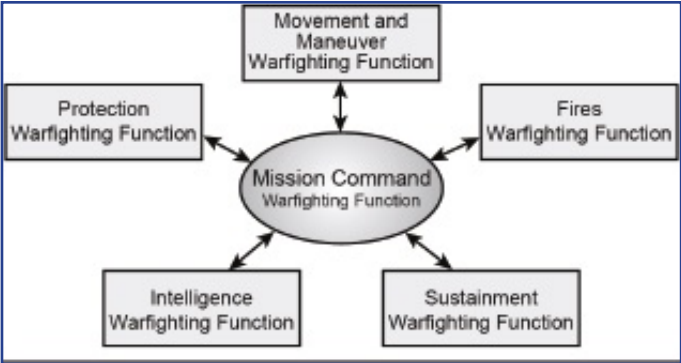 Movement and
Maneuver
Warfighting Function
Protection
Warfighting Function
Fires
Warfighting Function
Mission Command
Warfighting Function
Intelligence
Warfighting Function
Sustainment
Warfighting Function